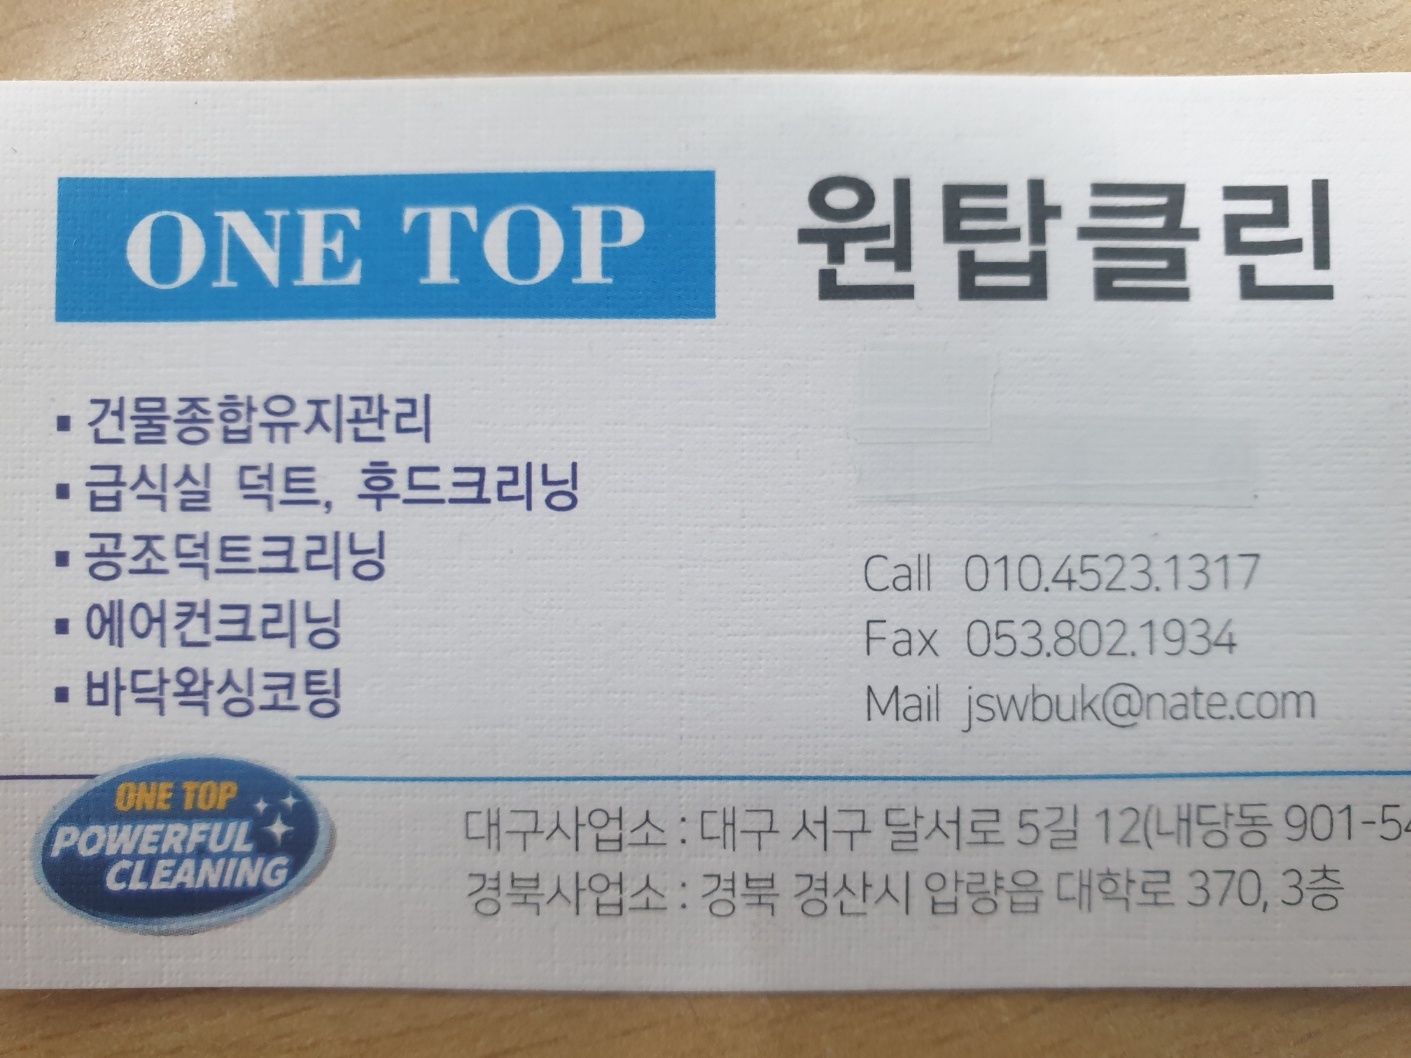 ONE TOP 원탑클린
▪ 건물종합유지관리
▪ 급식실 덕트, 후드크리닝
▪ 공조덕트크리닝
▪ 에어컨크리닝
▪ 바닥왁싱코팅
Call 010.4523.1317
Fax 053.802.1934
Mail jswbuk@nate.com
ONE TOP
POWERFUL
CLEANING
대구사업소 : 대구 서구 달서로 5길 12(내당동 901-54
경북사업소 : 경북 경산시 압량읍 대학로 370, 3층